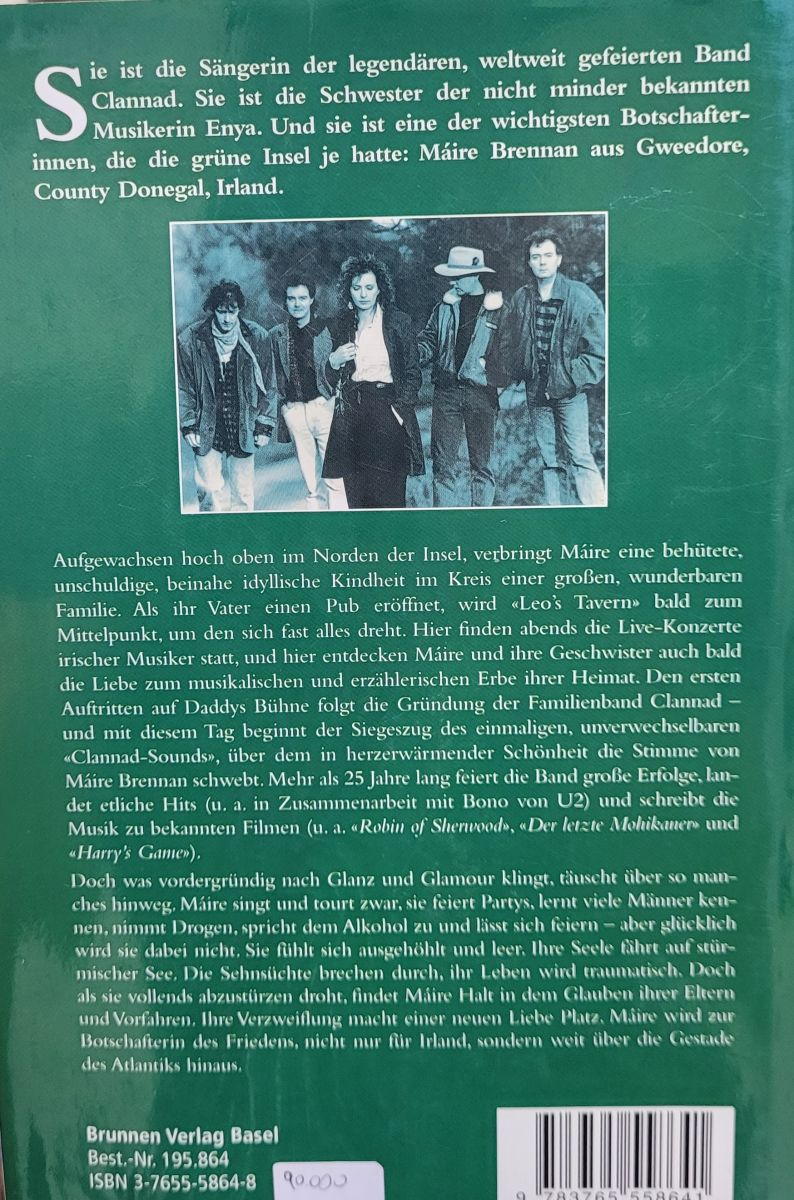 Sie ist die Sängerin der legendären, weltweit gefeierten Band
Clannad. Sie ist die Schwester der nicht minder bekannten
Musikerin Enya. Und sie ist eine der wichtigsten Botschafter-
innen, die die grüne Insel je hatte: Máire Brennan aus Gweedore,
County Donegal, Irland.
Aufgewachsen hoch oben im Norden der Insel, verbringt Máire eine behütete,
unschuldige, beinahe idyllische Kindheit im Kreis einer großen, wunderbaren
Familie. Als ihr Vater einen Pub eröffnet, wird «Leo's Tavern» bald zum
Mittelpunkt, um den sich fast alles dreht. Hier finden abends die Live-Konzerte
irischer Musiker statt, und hier entdecken Máire und ihre Geschwister auch bald
die Liebe zum musikalischen und erzählerischen Erbe ihrer Heimat. Den ersten
Auftritten auf Daddys Bühne folgt die Gründung der Familienband Clannad –
und mit diesem Tag beginnt der Siegeszug des einmaligen, unverwechselbaren
«Clannad-Sounds», über dem in herzerwärmender Schönheit die Stimme von
Máire Brennan schwebt. Mehr als 25 Jahre lang feiert die Band große Erfolge, lan-
det etliche Hits (u. a. in Zusammenarbeit mit Bono von U2) und schreibt die
Musik zu bekannten Filmen (u. a. «Robin of Sherwood», «Der letzte Mohikaner» und
«Harry's Game»).
Doch was vordergründig nach Glanz und Glamour klingt, täuscht über so man-
ches hinweg. Máire singt und tourt zwar, sie feiert Partys, lernt viele Männer ken-
nen, nimmt Drogen, spricht dem Alkohol zu und lässt sich feiern – aber glücklich
wird sie dabei nicht. Sie fühlt sich ausgehöhlt und leer. Ihre Seele fährt auf stür-
mischer See. Die Sehnsüchte brechen durch, ihr Leben wird traumatisch. Doch
als sie vollends abzustürzen droht, findet Máire Halt in dem Glauben ihrer Eltern
und Vorfahren. Ihre Verzweiflung macht einer neuen Liebe Platz. Máire wird zur
Botschafterin des Friedens, nicht nur für Irland, sondern weit über die Gestade
des Atlantiks hinaus.
Brunnen Verlag Basel
Best.-Nr. 195.864
ISBN 3-7655-5864-8
90.000
9 783765 558641